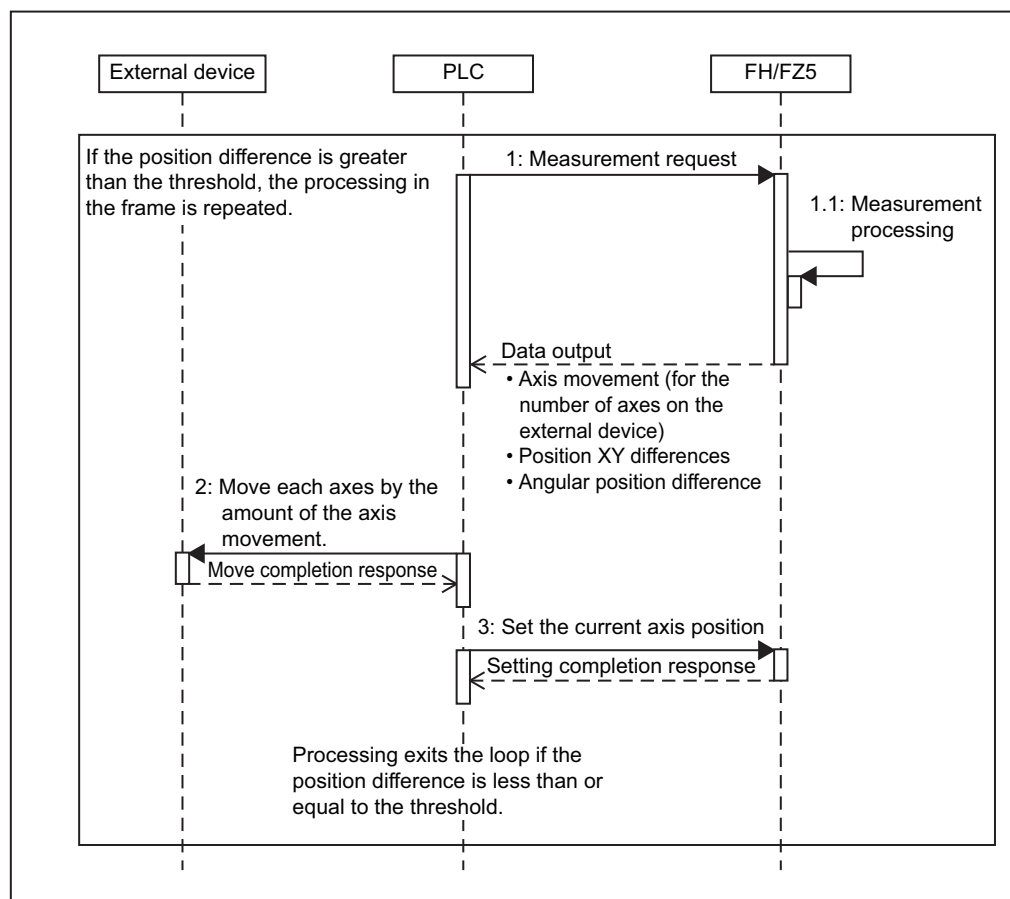 External device
PLC
FH/FZ5
If the position difference is greater
than the threshold, the processing in
the frame is repeated.
1: Measurement request
1.1: Measurement
processing
Data output
• Axis movement (for the
number of axes on the
external device)
• Position XY differences
• Angular position difference
2: Move each axes by the
amount of the axis
movement.
Move completion response
3: Set the current axis position
Setting completion response
Processing exits the loop if the
position difference is less than or
equal to the threshold.